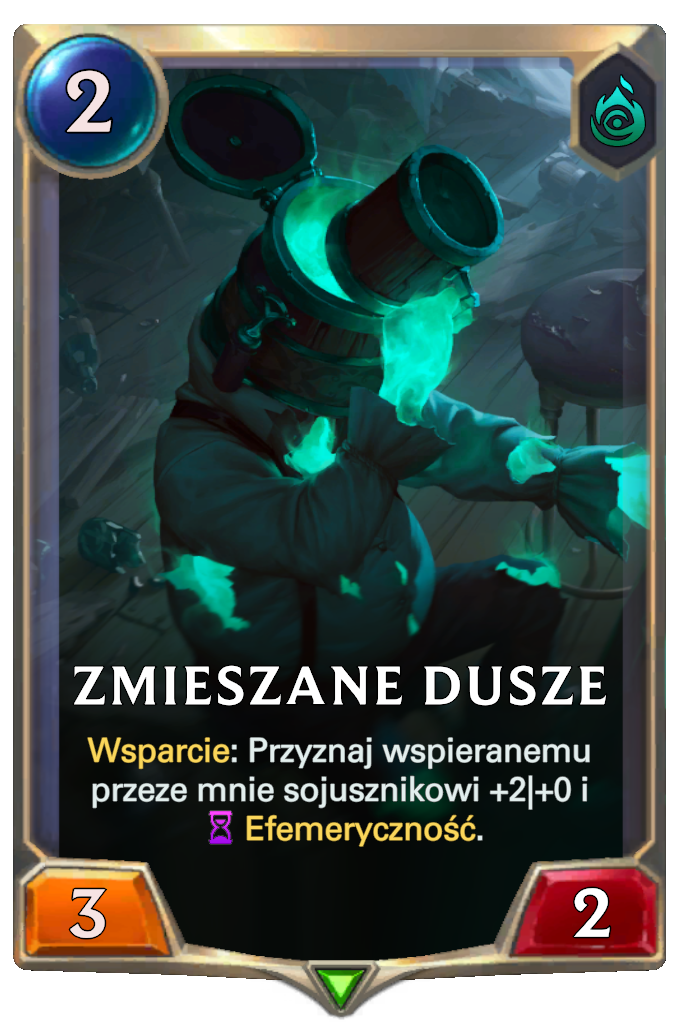 2
ZMIESZANE DUSZE
Wsparcie: Przyznaj wspieranemu
przeze mnie sojusznikowi +2|+0 i
Efemeryczność.
3
2